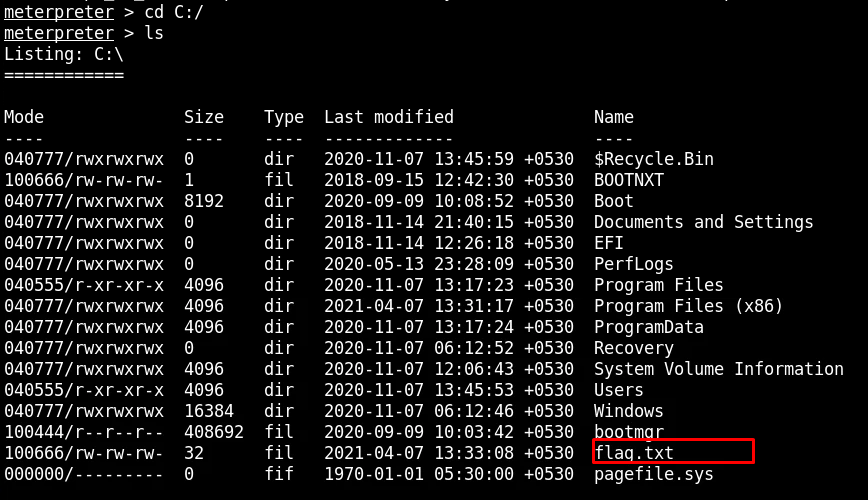 meterpreter > cd C:/
meterpreter > ls
Listing: C:\
============
Mode Size Type Last modified Name
---- ---- ---- ------------- ----
040777/rwxrwxrwx 0 dir 2020-11-07 13:45:59 +0530 $Recycle.Bin
100666/rw-rw-rw- 1 fil 2018-09-15 12:42:30 +0530 BOOTNXT
040777/rwxrwxrwx 8192 dir 2020-09-09 10:08:52 +0530 Boot
040777/rwxrwxrwx 0 dir 2018-11-14 21:40:15 +0530 Documents and Settings
040777/rwxrwxrwx 0 dir 2018-11-14 12:26:18 +0530 EFI
040777/rwxrwxrwx 0 dir 2020-05-13 23:28:09 +0530 PerfLogs
040555/r-xr-xr-x 4096 dir 2020-11-07 13:17:23 +0530 Program Files
040777/rwxrwxrwx 4096 dir 2021-04-07 13:31:17 +0530 Program Files (x86)
040777/rwxrwxrwx 4096 dir 2020-11-07 13:17:24 +0530 ProgramData
040777/rwxrwxrwx 0 dir 2020-11-07 06:12:52 +0530 Recovery
040777/rwxrwxrwx 4096 dir 2020-11-07 12:06:43 +0530 System Volume Information
040555/r-xr-xr-x 4096 dir 2020-11-07 13:45:53 +0530 Users
040777/rwxrwxrwx 16384 dir 2020-11-07 06:12:46 +0530 Windows
100444/r--r--r-- 408692 fil 2020-09-09 10:03:42 +0530 bootmgr
100666/rw-rw-rw- 32 fil 2021-04-07 13:33:08 +0530 flag.txt
000000/--------- 0 fif 1970-01-01 05:30:00 +0530 pagefile.sys